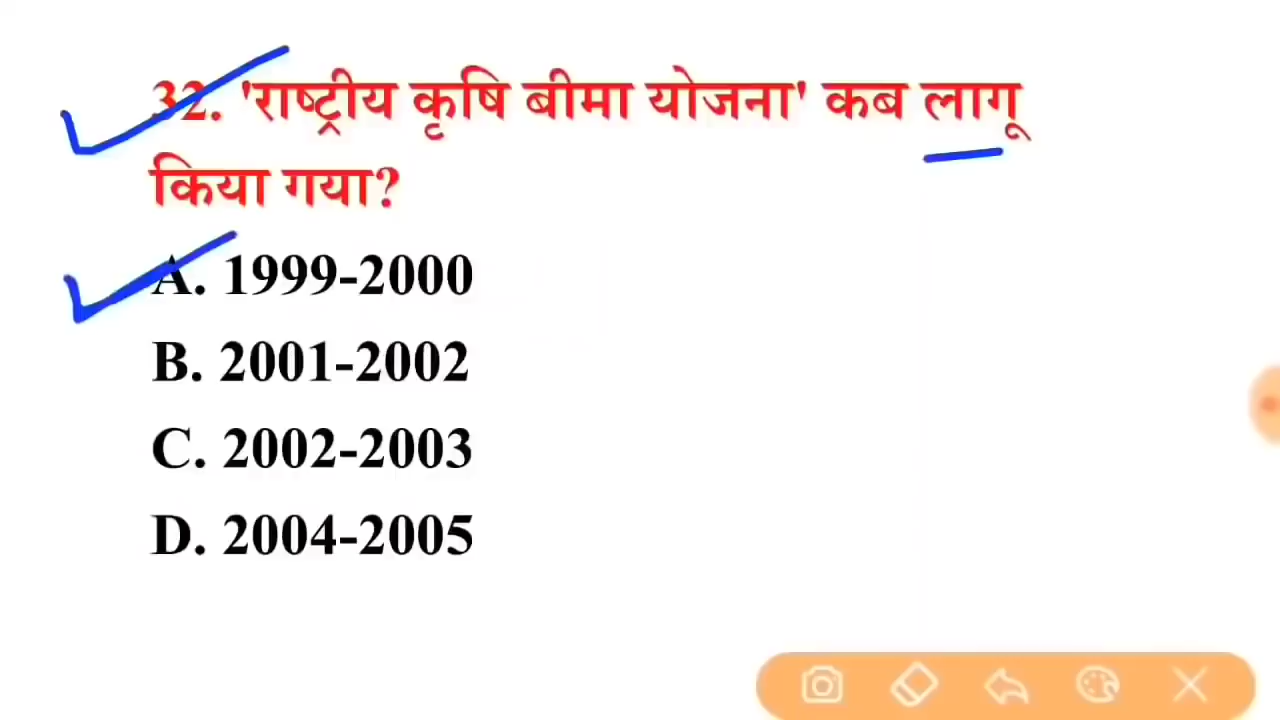 32. 'राष्ट्रीय कृषि बीमा योजना' कब लागू
किया गया?
A. 1999-2000
B. 2001-2002
C. 2002-2003
D. 2004-2005